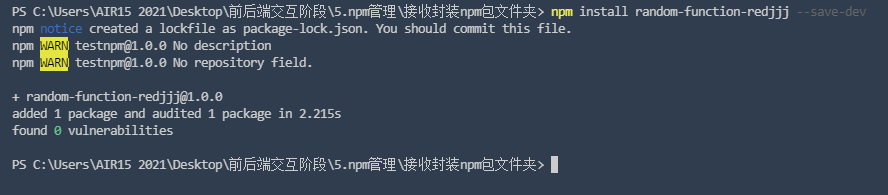 PS C:\Users\AIR15 2021\Desktop\前后端交互阶段\5.npm管理\接收封装npm包文件夹> npm install random-function-redjjj --save-dev
npm notice created a lockfile as package-lock.json. You should commit this file.
npm WARN testnpm@1.0.0 No description
npm WARN testnpm@1.0.0 No repository field.
+ random-function-redjjj@1.0.0
added 1 package and audited 1 package in 2.215s
found 0 vulnerabilities
PS C:\Users\AIR15 2021\Desktop\前后端交互阶段\5.npm管理\接收封装npm包文件夹>